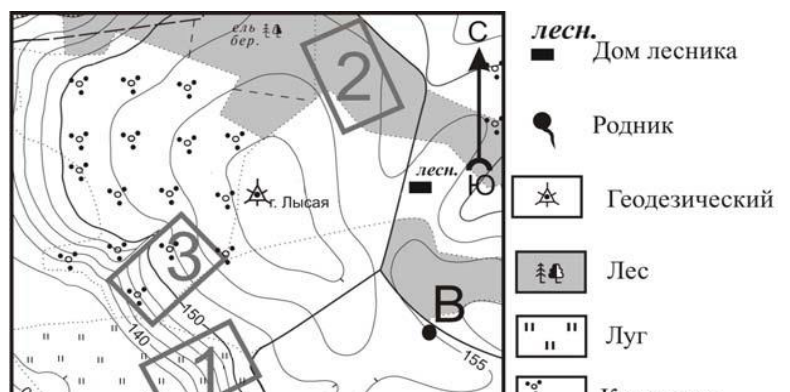 ель
бер.
2
С
Ю
лесн.
г. Лысая
3
150
140
1
В
155
лесн.
Дом лесника
Родник
Геодезический
Лес
Луг